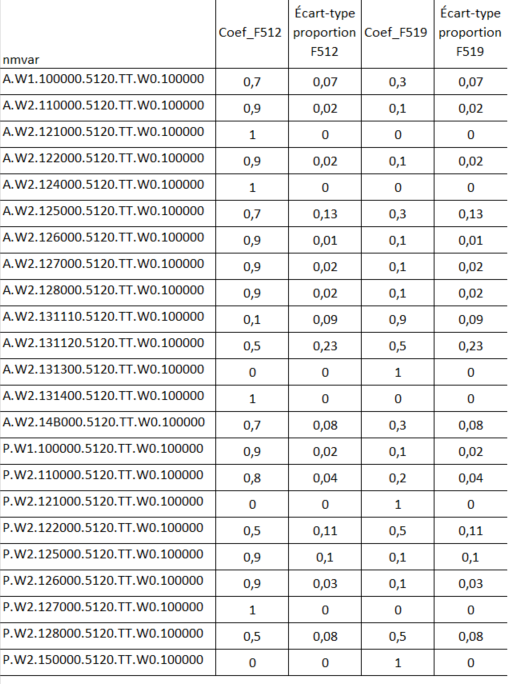 nmvar Coef_F512 Écart-type proportion F512 Coef_F519 Écart-type proportion F519
A.W1.100000.5120.TT.W0.100000 0,7 0,07 0,3 0,07
A.W2.110000.5120.TT.W0.100000 0,9 0,02 0,1 0,02
A.W2.121000.5120.TT.W0.100000 1 0 0 0
A.W2.122000.5120.TT.W0.100000 0,9 0,02 0,1 0,02
A.W2.124000.5120.TT.W0.100000 1 0 0 0
A.W2.125000.5120.TT.W0.100000 0,7 0,13 0,3 0,13
A.W2.126000.5120.TT.W0.100000 0,9 0,01 0,1 0,01
A.W2.127000.5120.TT.W0.100000 0,9 0,02 0,1 0,02
A.W2.128000.5120.TT.W0.100000 0,9 0,02 0,1 0,02
A.W2.131110.5120.TT.W0.100000 0,1 0,09 0,9 0,09
A.W2.131120.5120.TT.W0.100000 0,5 0,23 0,5 0,23
A.W2.131300.5120.TT.W0.100000 0 0 1 0
A.W2.131400.5120.TT.W0.100000 1 0 0 0
A.W2.14B000.5120.TT.W0.100000 0,7 0,08 0,3 0,08
P.W1.100000.5120.TT.W0.100000 0,9 0,02 0,1 0,02
P.W2.110000.5120.TT.W0.100000 0,8 0,04 0,2 0,04
P.W2.121000.5120.TT.W0.100000 0 0 1 0
P.W2.122000.5120.TT.W0.100000 0,5 0,11 0,5 0,11
P.W2.125000.5120.TT.W0.100000 0,9 0,1 0,1 0,1
P.W2.126000.5120.TT.W0.100000 0,9 0,03 0,1 0,03
P.W2.127000.5120.TT.W0.100000 1 0 0 0
P.W2.128000.5120.TT.W0.100000 0,5 0,08 0,5 0,08
P.W2.150000.5120.TT.W0.100000 0 0 1 0